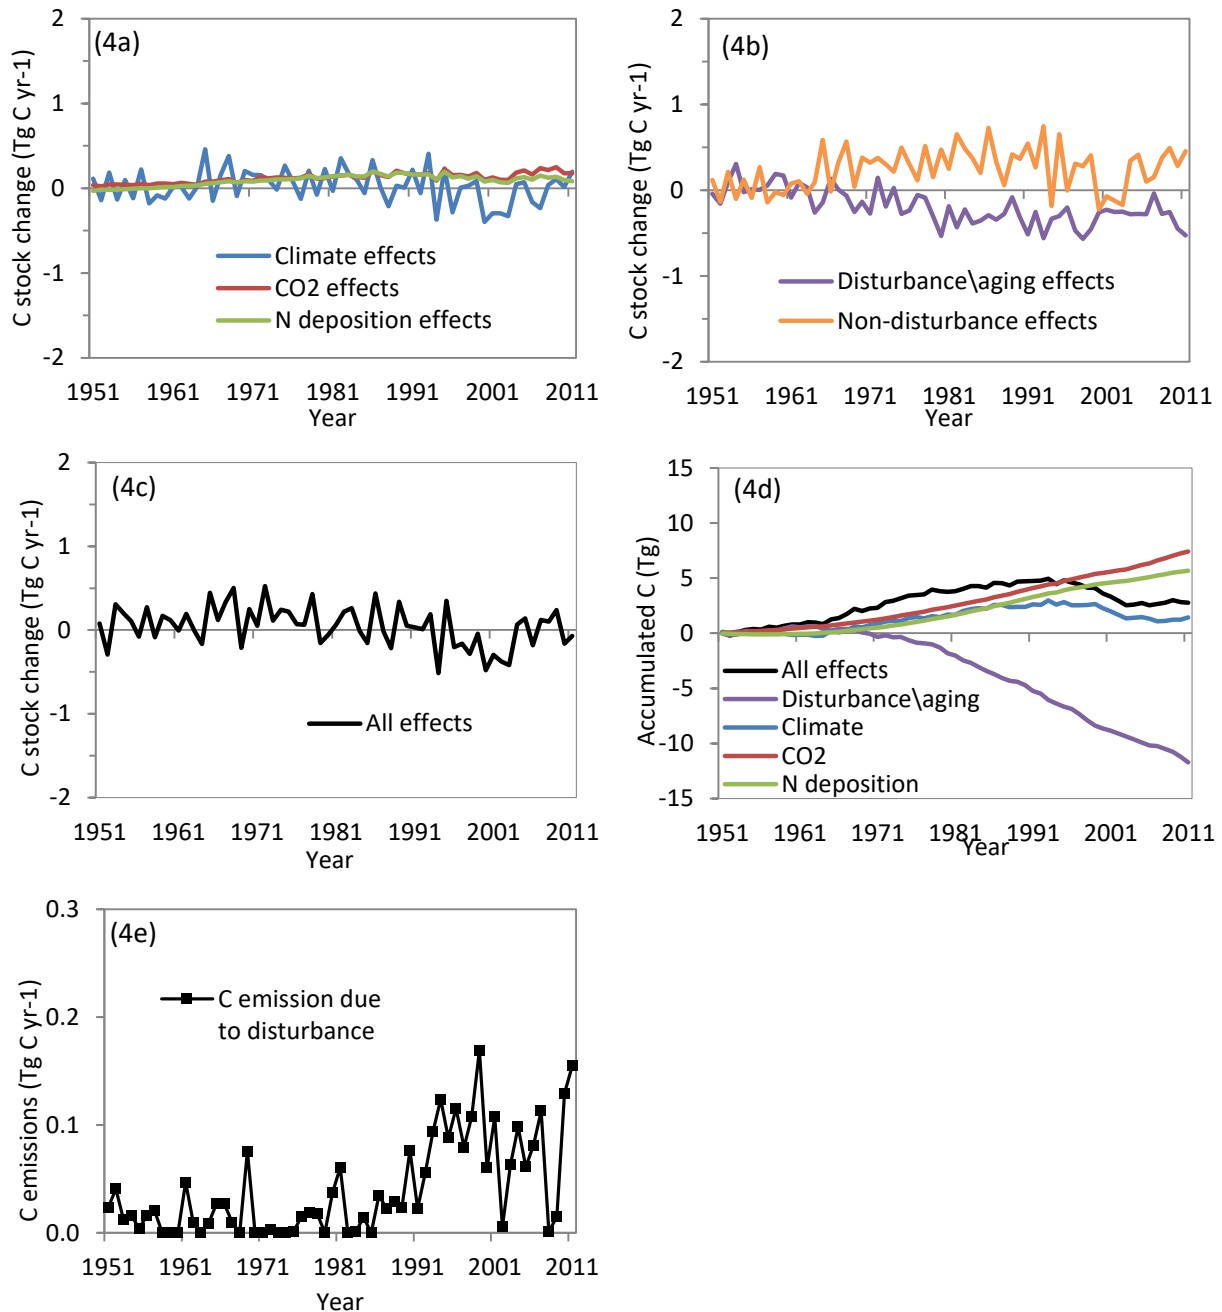 (4a)
C stock change (Tg C yr-1)
2
1
0
-1
-2
Climate effects
CO2 effects
N deposition effects
1951 1961 1971 1981 1991 2001 2011
Year
(4b)
C stock change (Tg C yr-1)
2
1
0
-1
-2
Disturbance\aging effects
Non-disturbance effects
1951 1961 1971 1981 1991 2001 2011
Year
(4c)
C stock change (Tg C yr-1)
2
1
0
-1
-2
All effects
1951 1961 1971 1981 1991 2001 2011
Year
(4d)
Accumulated C (Tg)
15
10
5
0
-5
-10
-15
All effects
Disturbance\aging
Climate
CO2
N deposition
1951 1961 1971 1981 1991 2001 2011
Year
(4e)
C emissions (Tg C yr-1)
0.3
0.2
0.1
0.0
C emission due
to disturbance
1951 1961 1971 1981 1991 2001 2011
Year